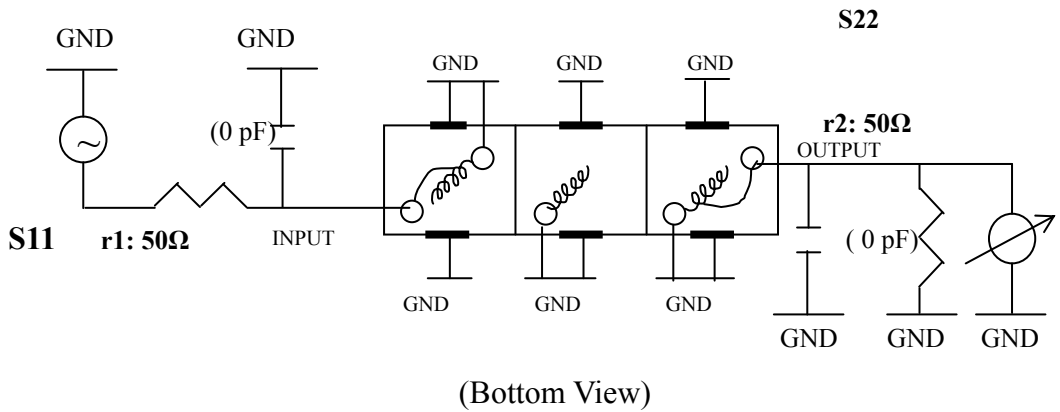 S22
GND
GND
GND
GND
GND
(0 pF)
r2: 50Ω
OUTPUT
S11
r1: 50Ω
INPUT
( 0 pF)
GND
GND
GND
GND
GND
GND
(Bottom View)